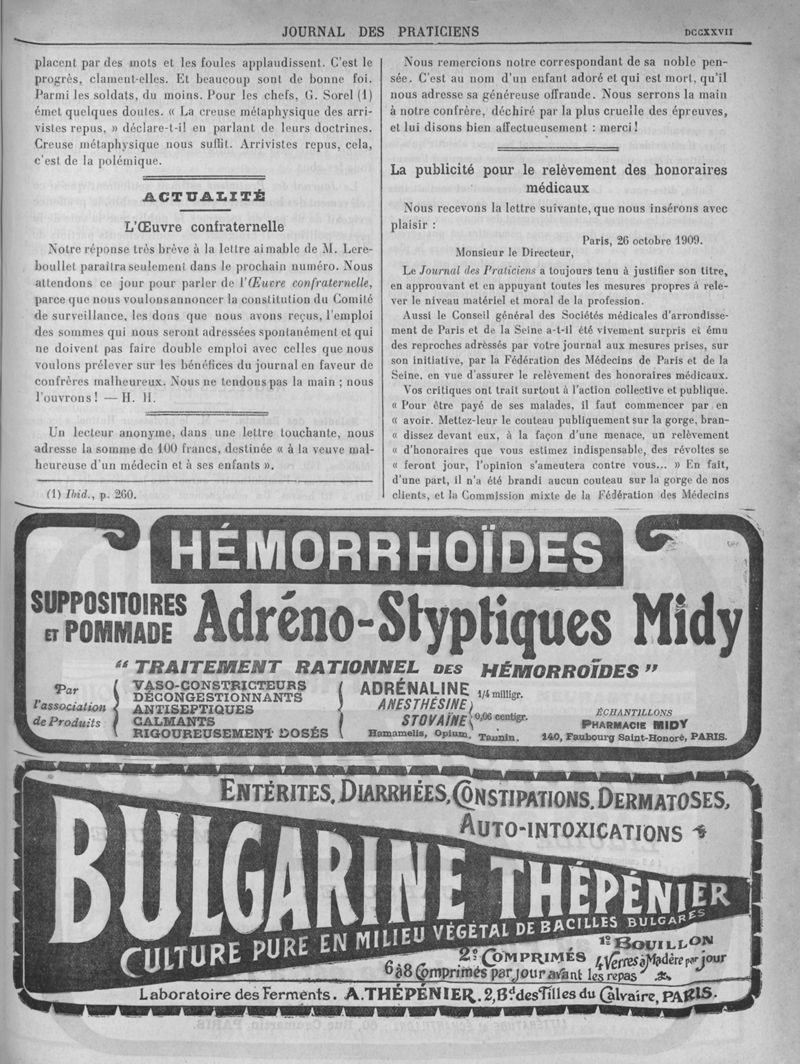 JOURNAL DES PRATICIENS
DCCXXVII
placent par des mots et les foules applaudissent. C'est le
progrès, clament-elles. Et beaucoup sont de bonne foi.
Parmi les soldats, du moins. Pour les chefs, G. Sorel (1)
émet quelques doutes. « La creuse métaphysique des arri-
vistes repus, » déclare-t-il en parlant de leurs doctrines.
Creuse métaphysique nous suffit. Arrivistes repus, cela,
c'est de la polémique.
ACTUALITÉ
L'Œuvre confraternelle
Notre réponse très brève à la lettre aimable de M. Lere-
boullet paraîtra seulement dans le prochain numéro. Nous
attendons ce jour pour parler de l'Œuvre confraternelle,
parce que nous voulonsannoncer la constitution du Comité
de surveillance, les dons que nous avons reçus, l'emploi
des sommes qui nous seront adressées spontanément et qui
ne doivent pas faire double emploi avec celles que nous
voulons prélever sur les bénéfices du journal en faveur de
confrères malheureux. Nous ne tendons pas la main ; nous
l'ouvrons ! — H. H.
Un lecteur anonyme, dans une lettre touchante, nous
adresse la somme de 100 francs, destinée « à la veuve mal-
heureuse d'un médecin et à ses enfants ».
(1) Ibid., p. 260.
Nous remercions notre correspondant de sa noble pen-
sée. C'est au nom d'un enfant adoré et qui est mort, qu'il
nous adresse sa généreuse offrande. Nous serrons la main
à notre confrère, déchiré par la plus cruelle des épreuves,
et lui disons bien affectueusement : merci !
La publicité pour le relèvement des honoraires
médicaux
Nous recevons la lettre suivante, que nous insérons avec
plaisir :
Paris, 26 octobre 1909.
Monsieur le Directeur,
Le Journal des Praticiens a toujours tenu à justifier son titre,
en approuvant et en appuyant toutes les mesures propres à rele-
ver le niveau matériel et moral de la profession.
Aussi le Conseil général des Sociétés médicales d'arrondisse-
ment de Paris et de la Seine a-t-il été vivement surpris et ému
des reproches adressés par votre journal aux mesures prises, sur
son initiative, par la Fédération des Médecins de Paris et de la
Seine, en vue d'assurer le relèvement des honoraires médicaux.
Vos critiques ont trait surtout à l'action collective et publique.
« Pour être payé de ses malades, il faut commencer par en
« avoir. Mettez-leur le couteau publiquement sur la gorge, bran-
« dissez devant eux, à la façon d'une menace, un relèvement
« d'honoraires que vous estimez indispensable, des révoltes se
« feront jour, l'opinion s'ameutera contre vous... » En fait,
d'une part, il n'a été brandi aucun couteau sur la gorge de nos
clients, et la Commission mixte de la Fédération des Médecins
HÉMORRHOÏDES
SUPPOSITOIRES
ET POMMADE
Adréno-Styptiques Midy
“ TRAITEMENT RATIONNEL DES HÉMORROÏDES ”
Par
l'association
de Produits
VASO-CONSTRICTEURS
DÉCONGESTIONNANTS
ANTISEPTIQUES
CALMANTS
RIGOUREUSEMENT DOSÉS
ADRÉNALINE 1/4 milligr.
ANESTHÉSINE
STOVAÏNE 0,06 centigr.
Hamamelis, Opium, Tannin.
ÉCHANTILLONS
PHARMACIE MIDY
140, Faubourg Saint-Honoré, PARIS.
ENTÉRITES, DIARRHÉES, CONSTIPATIONS, DERMATOSES,
AUTO-INTOXICATIONS
BULGARINE THÉPÉNIER
CULTURE PURE EN MILIEU VÉGÉTAL DE BACILLES BULGARES
1º BOUILLON
4 Verres à Madère par jour
2º COMPRIMÉS
6 à 8 Comprimés par jour avant les repas
Laboratoire des Ferments. A. THÉPÉNIER. 2, Bd. des Filles du Calvaire, PARIS.